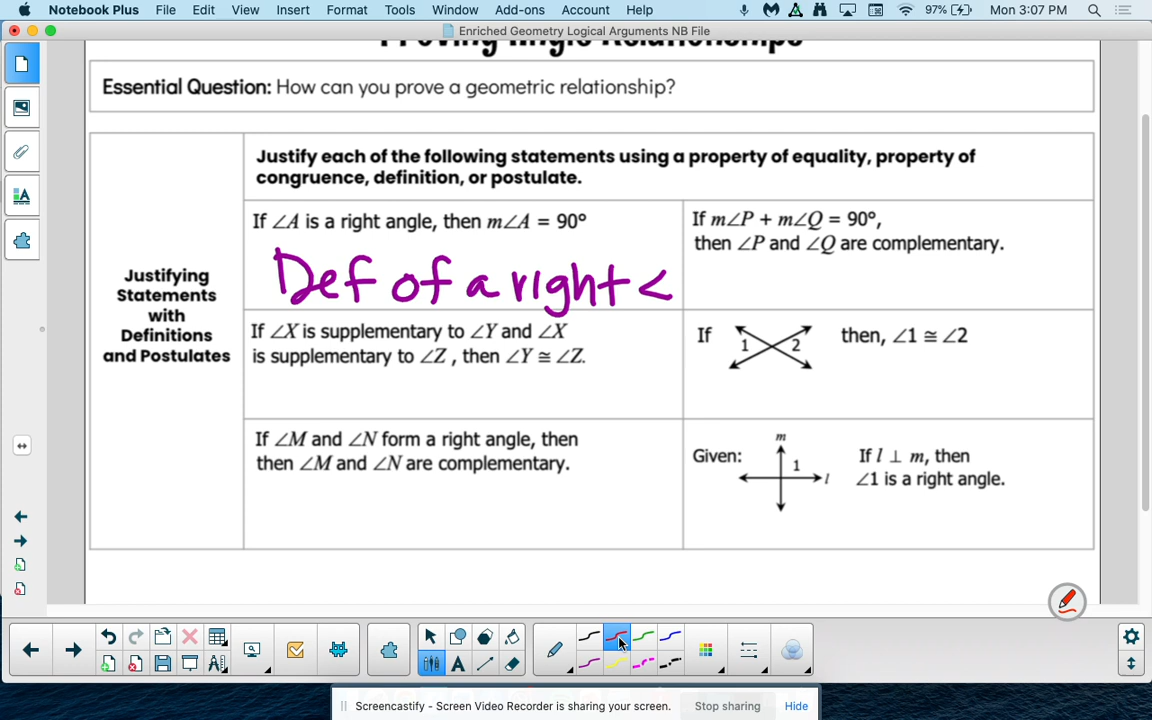 Notebook Plus File Edit View Insert Format Tools Window Add-ons Account Help 97% Mon 3:07 PM
Enriched Geometry Logical Arguments NB File
Proving Angle Relationships
Essential Question: How can you prove a geometric relationship?
Justify each of the following statements using a property of equality, property of
congruence, definition, or postulate.
Justifying
Statements
with
Definitions
and Postulates
If ∠A is a right angle, then m∠A = 90°
Def of a right <
If m∠P + m∠Q = 90°,
then ∠P and ∠Q are complementary.
If ∠X is supplementary to ∠Y and ∠X
is supplementary to ∠Z , then ∠Y ≅ ∠Z.
If 1 2 then, ∠1 ≅ ∠2
If ∠M and ∠N form a right angle, then
then ∠M and ∠N are complementary.
m
Given: 1 l If l ⊥ m, then
∠1 is a right angle.
A
A
Screencastify - Screen Video Recorder is sharing your screen. Stop sharing Hide